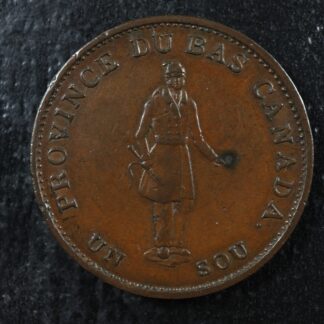 PROVINCE DU BAS CANADA.
UN SOU